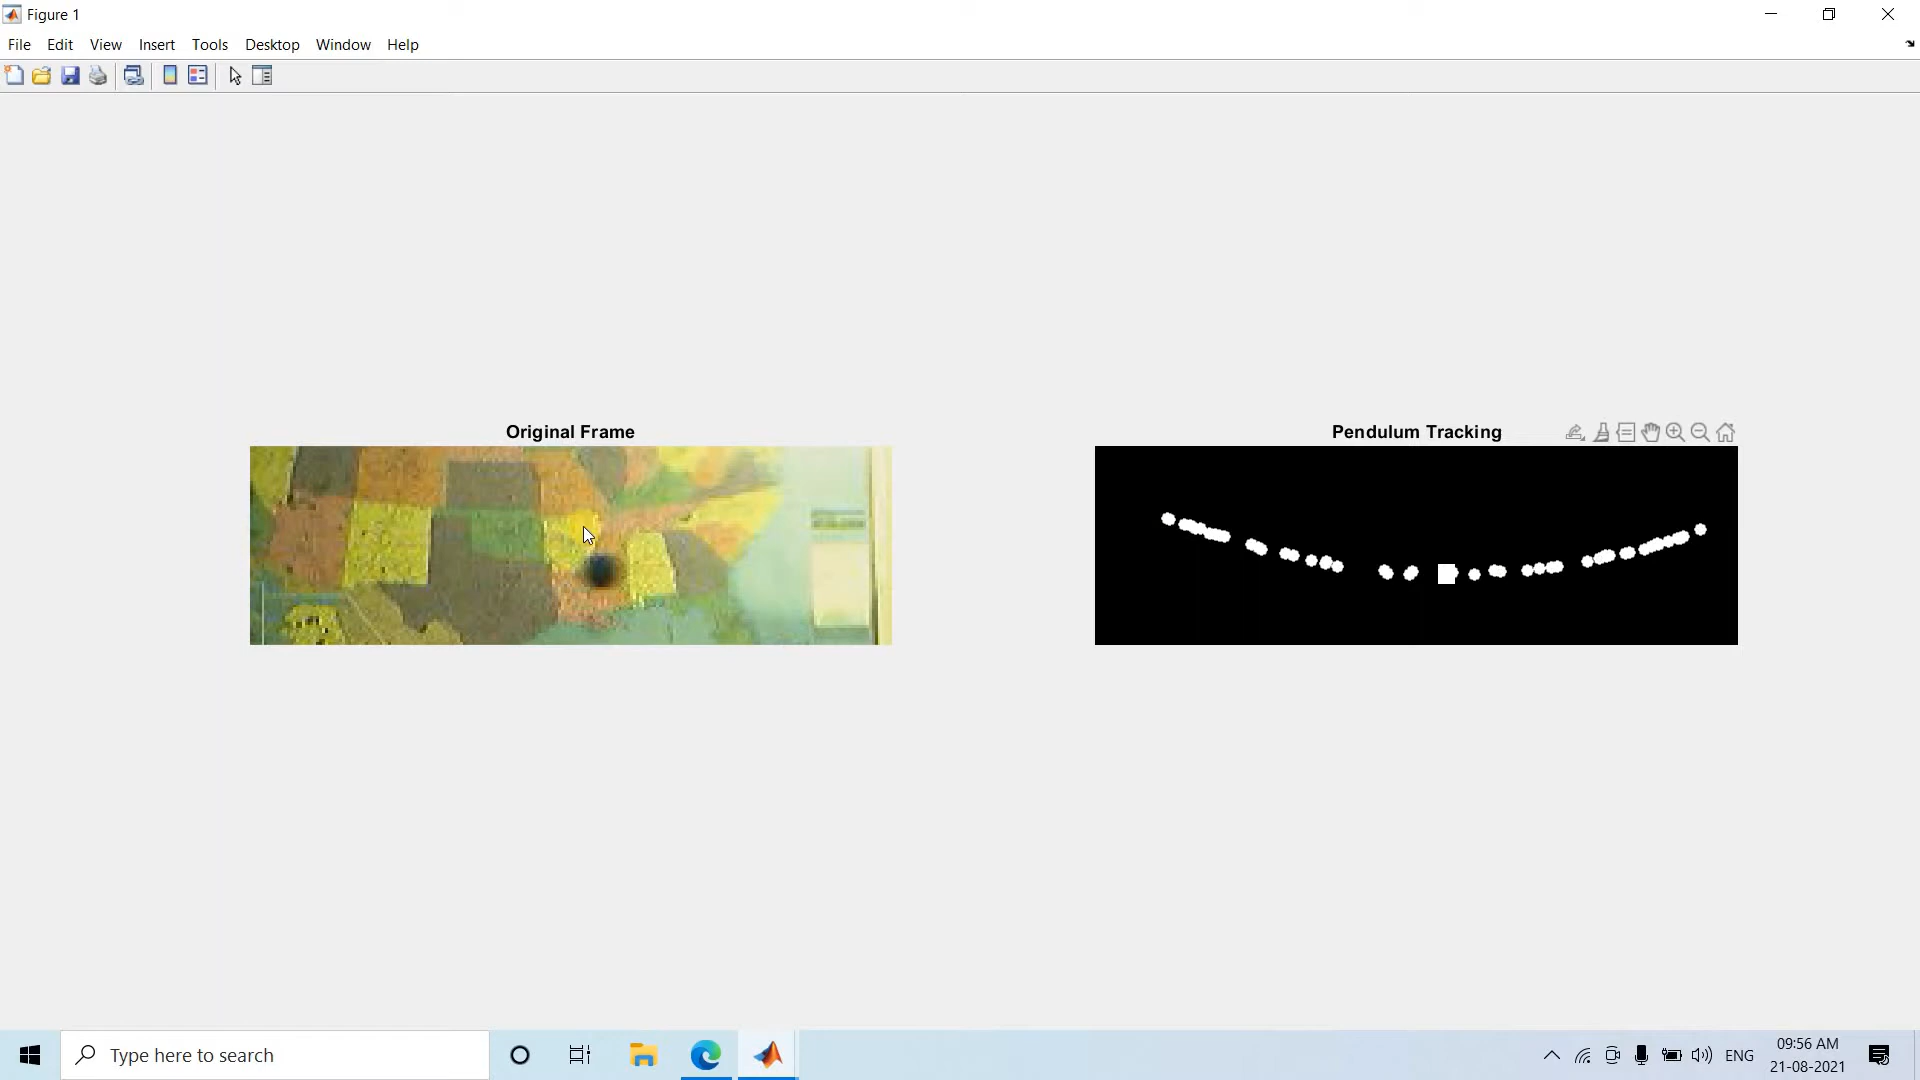 Figure 1
File Edit View Insert Tools Desktop Window Help
Original Frame
Pendulum Tracking
Type here to search
ENG
09:56 AM
21-08-2021